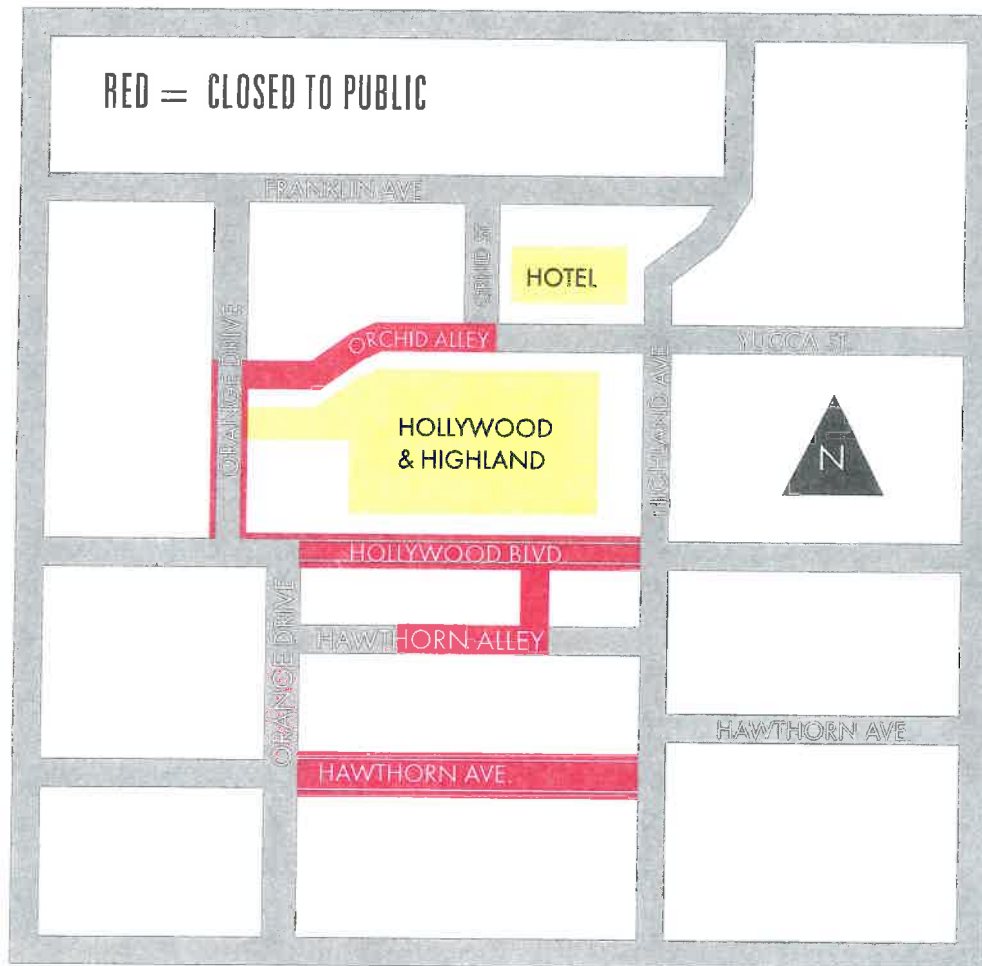 RED = CLOSED TO PUBLIC
FRANKLIN AVE
ORCHID ST.
HOTEL
ORCHID ALLEY
YUCCA ST.
ORANGE DRIVE
HIGHLAND AVE
HOLLYWOOD
& HIGHLAND
N
HOLLYWOOD BLVD
ORANGE DRIVE
HAWTHORN ALLEY
HAWTHORN AVE
HAWTHORN AVE.